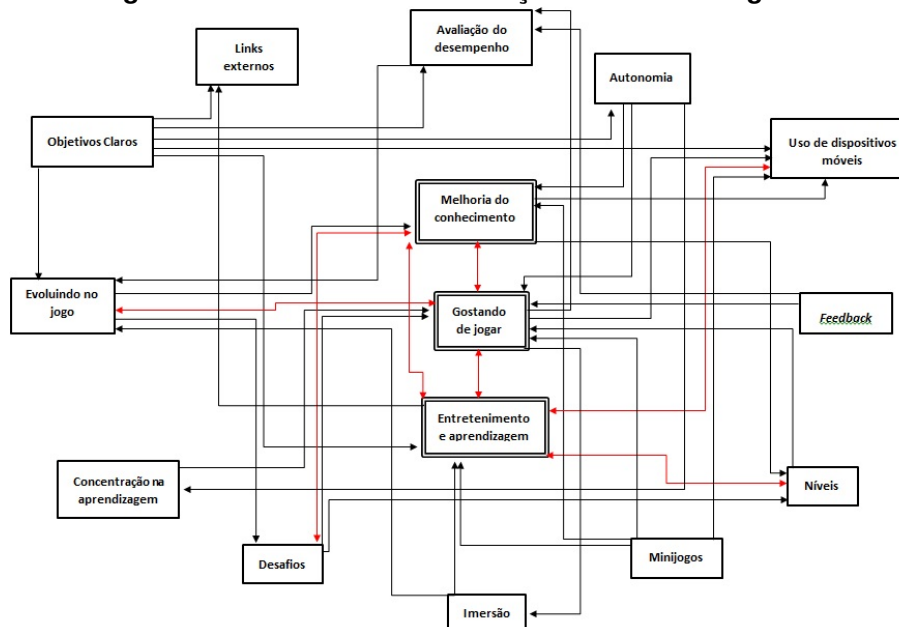 Avaliação do
desempenho
Links
externos
Autonomia
Objetivos Claros
Uso de dispositivos
móveis
Melhoria do
conhecimento
Evoluindo no
jogo
Gostando
de jogar
Feedback
Entretenimento
e aprendizagem
Concentração na
aprendizagem
Níveis
Desafios
Minijogos
Imersão